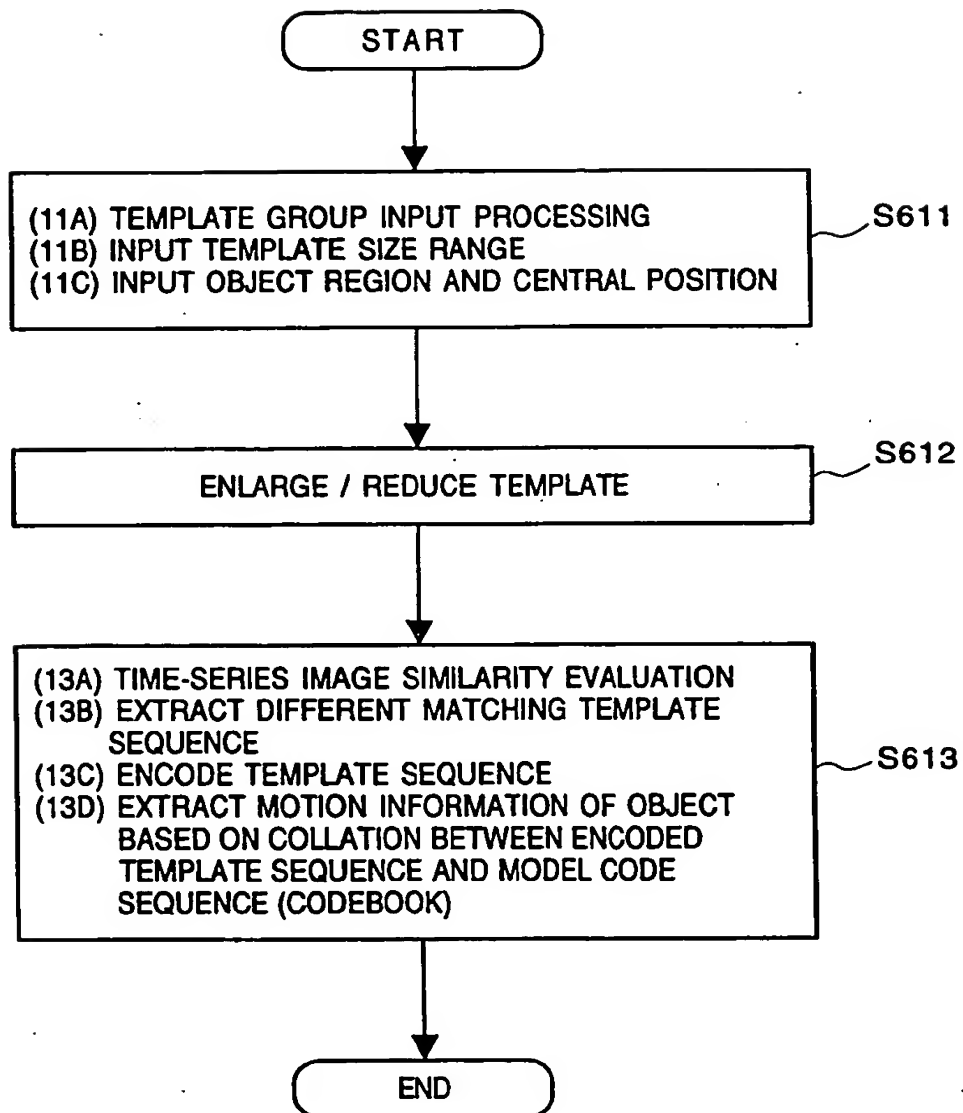 START
(11A) TEMPLATE GROUP INPUT PROCESSING
(11B) INPUT TEMPLATE SIZE RANGE
(11C) INPUT OBJECT REGION AND CENTRAL POSITION
S611
ENLARGE / REDUCE TEMPLATE
S612
(13A) TIME-SERIES IMAGE SIMILARITY EVALUATION
(13B) EXTRACT DIFFERENT MATCHING TEMPLATE
SEQUENCE
(13C) ENCODE TEMPLATE SEQUENCE
(13D) EXTRACT MOTION INFORMATION OF OBJECT
BASED ON COLLATION BETWEEN ENCODED
TEMPLATE SEQUENCE AND MODEL CODE
SEQUENCE (CODEBOOK)
S613
END